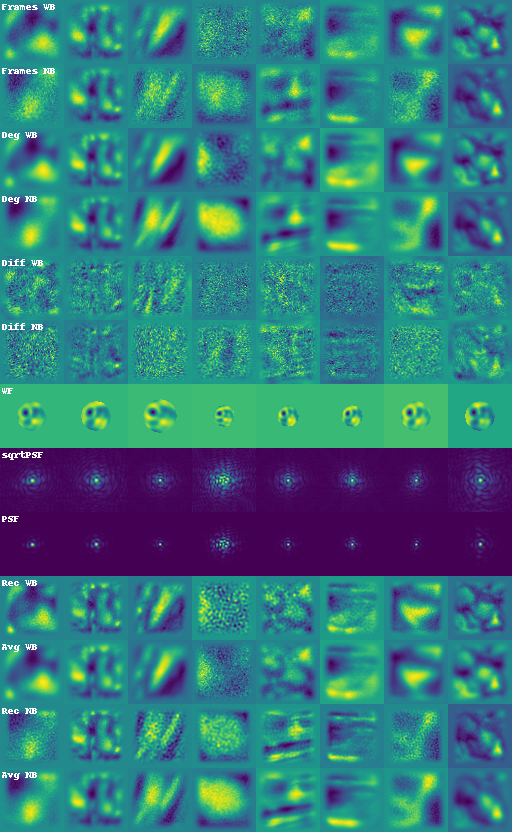 Frames WB
Frames NB
Deg WB
Deg NB
Diff WB
Diff NB
WF
sqrtPSF
PSF
Rec WB
Avg WB
Rec NB
Avg NB